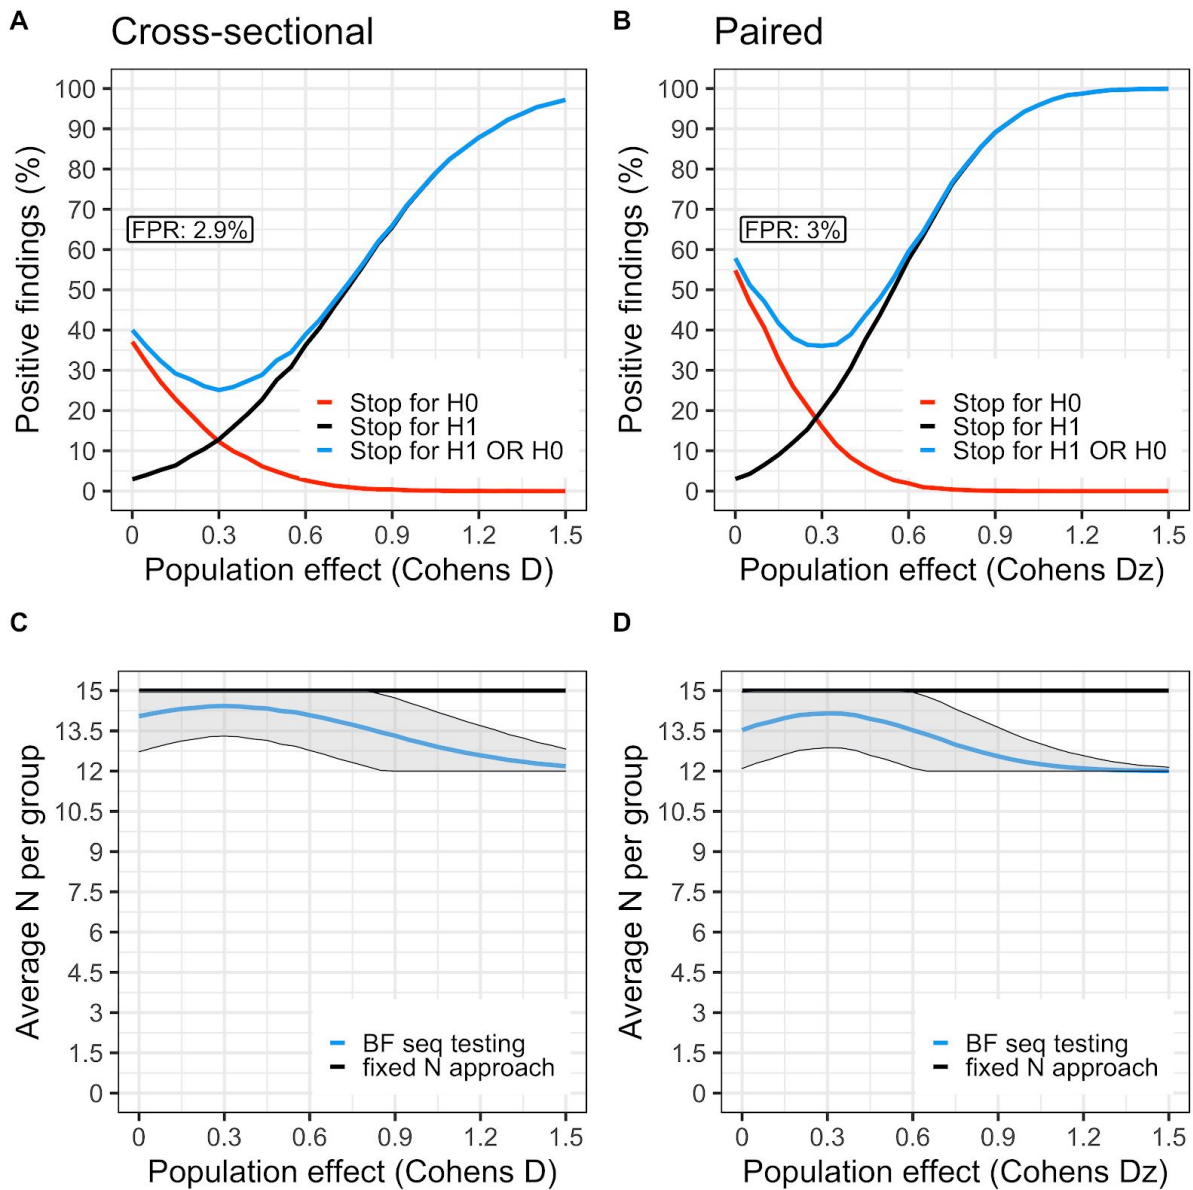 A
Cross-sectional
Positive findings (%)
100
90
80
70
60
50
40
30
20
10
0
FPR: 2.9%
Stop for H0
Stop for H1
Stop for H1 OR H0
0 0.3 0.6 0.9 1.2 1.5
Population effect (Cohens D)
B
Paired
Positive findings (%)
100
90
80
70
60
50
40
30
20
10
0
FPR: 3%
Stop for H0
Stop for H1
Stop for H1 OR H0
0 0.3 0.6 0.9 1.2 1.5
Population effect (Cohens Dz)
C
Average N per group
15
13.5
12
10.5
9
7.5
6
4.5
3
1.5
0
BF seq testing
fixed N approach
0 0.3 0.6 0.9 1.2 1.5
Population effect (Cohens D)
D
Average N per group
15
13.5
12
10.5
9
7.5
6
4.5
3
1.5
0
BF seq testing
fixed N approach
0 0.3 0.6 0.9 1.2 1.5
Population effect (Cohens Dz)